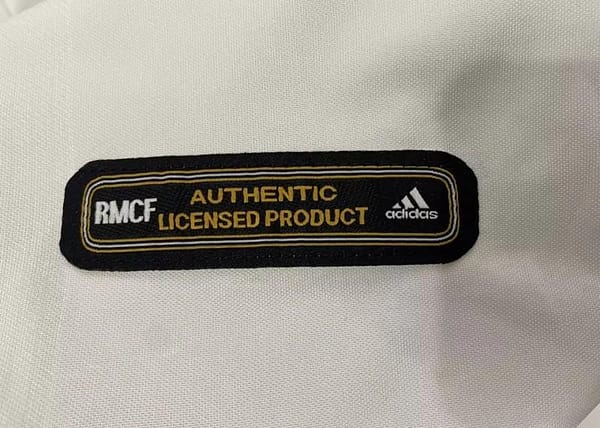 RMCF
AUTHENTIC
LICENSED PRODUCT
adidas